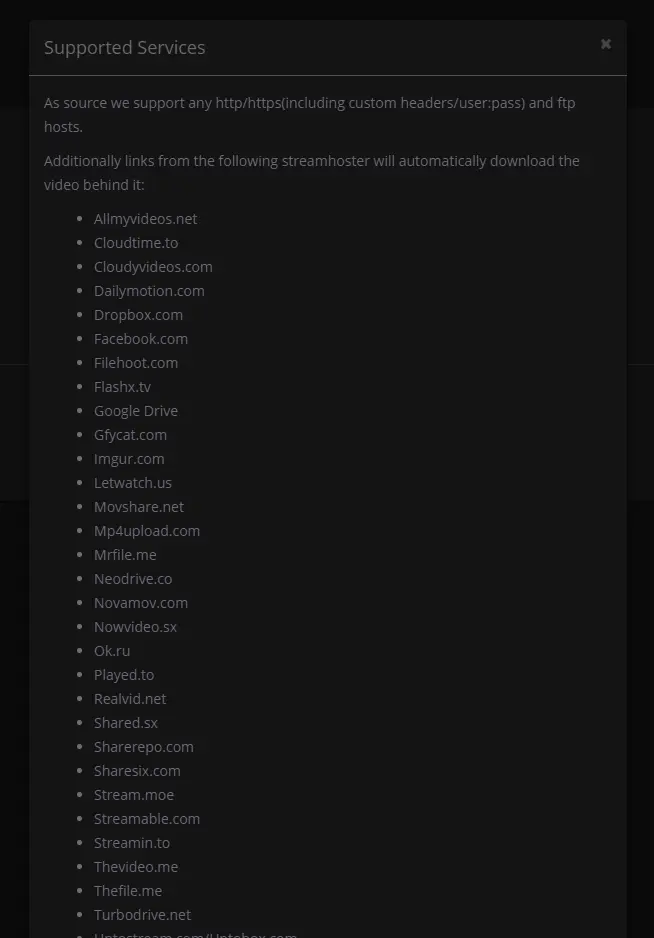 Supported Services
As source we support any http/https(including custom headers/user:pass) and ftp
hosts.
Additionally links from the following streamhoster will automatically download the
video behind it:
Allmyvideos.net
Cloudtime.to
Cloudyvideos.com
Dailymotion.com
Dropbox.com
Facebook.com
Filehoot.com
Flashx.tv
Google Drive
Gfycat.com
Imgur.com
Letwatch.us
Movshare.net
Mp4upload.com
Mrfile.me
Neodrive.co
Novamov.com
Nowvideo.sx
Ok.ru
Played.to
Realvid.net
Shared.sx
Sharerepo.com
Sharesix.com
Stream.moe
Streamable.com
Streamin.to
Thevideo.me
Thefile.me
Turbodrive.net
Uptostream.com/Uptobox.com